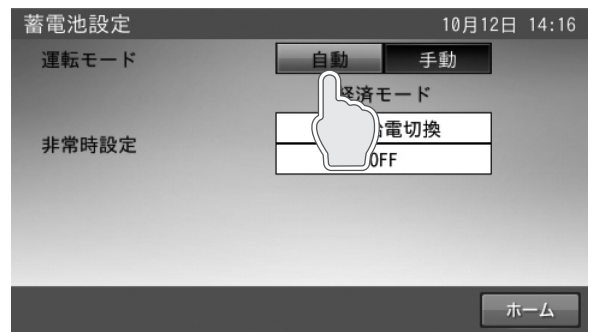 蓄電池設定 10月12日 14:16
運転モード 自動 手動
経済モード
非常時設定 給電切換
OFF
ホーム